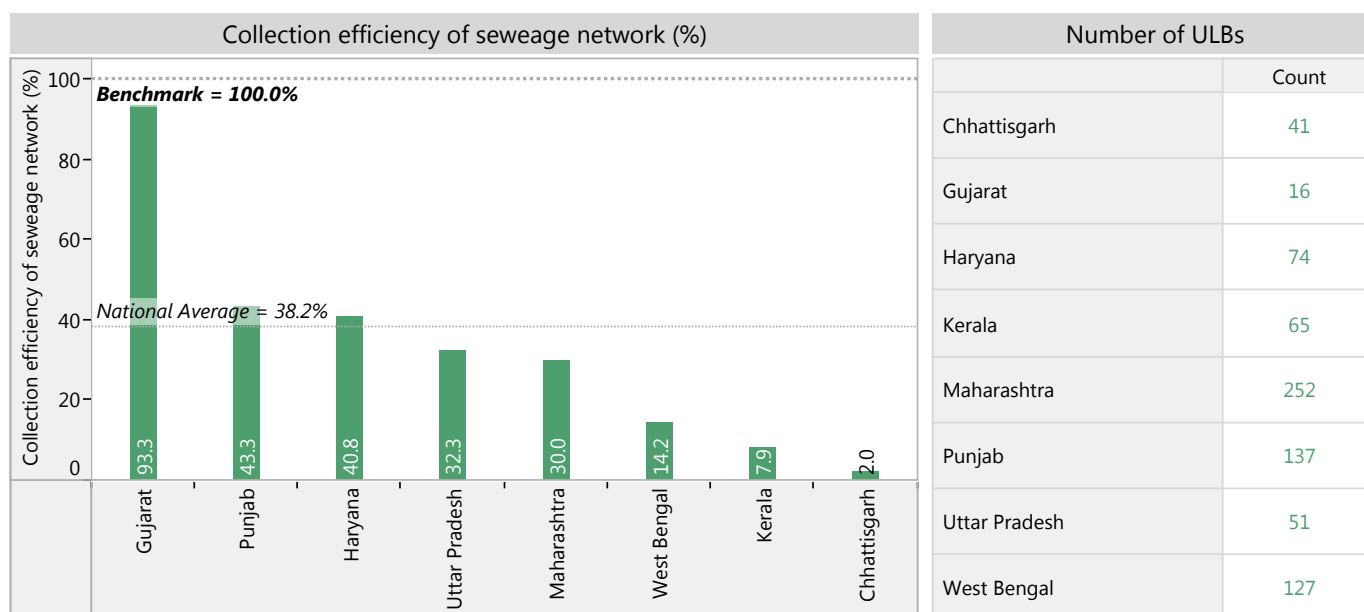 Collection efficiency of seweage network (%)
Collection efficiency of seweage network (%)
100
80
60
40
20
0
Benchmark = 100.0%
National Average = 38.2%
93.3
43.3
40.8
32.3
30.0
14.2
7.9
2.0
Gujarat
Punjab
Haryana
Uttar Pradesh
Maharashtra
West Bengal
Kerala
Chhattisgarh
Number of ULBs
Count
Chhattisgarh 41
Gujarat 16
Haryana 74
Kerala 65
Maharashtra 252
Punjab 137
Uttar Pradesh 51
West Bengal 127